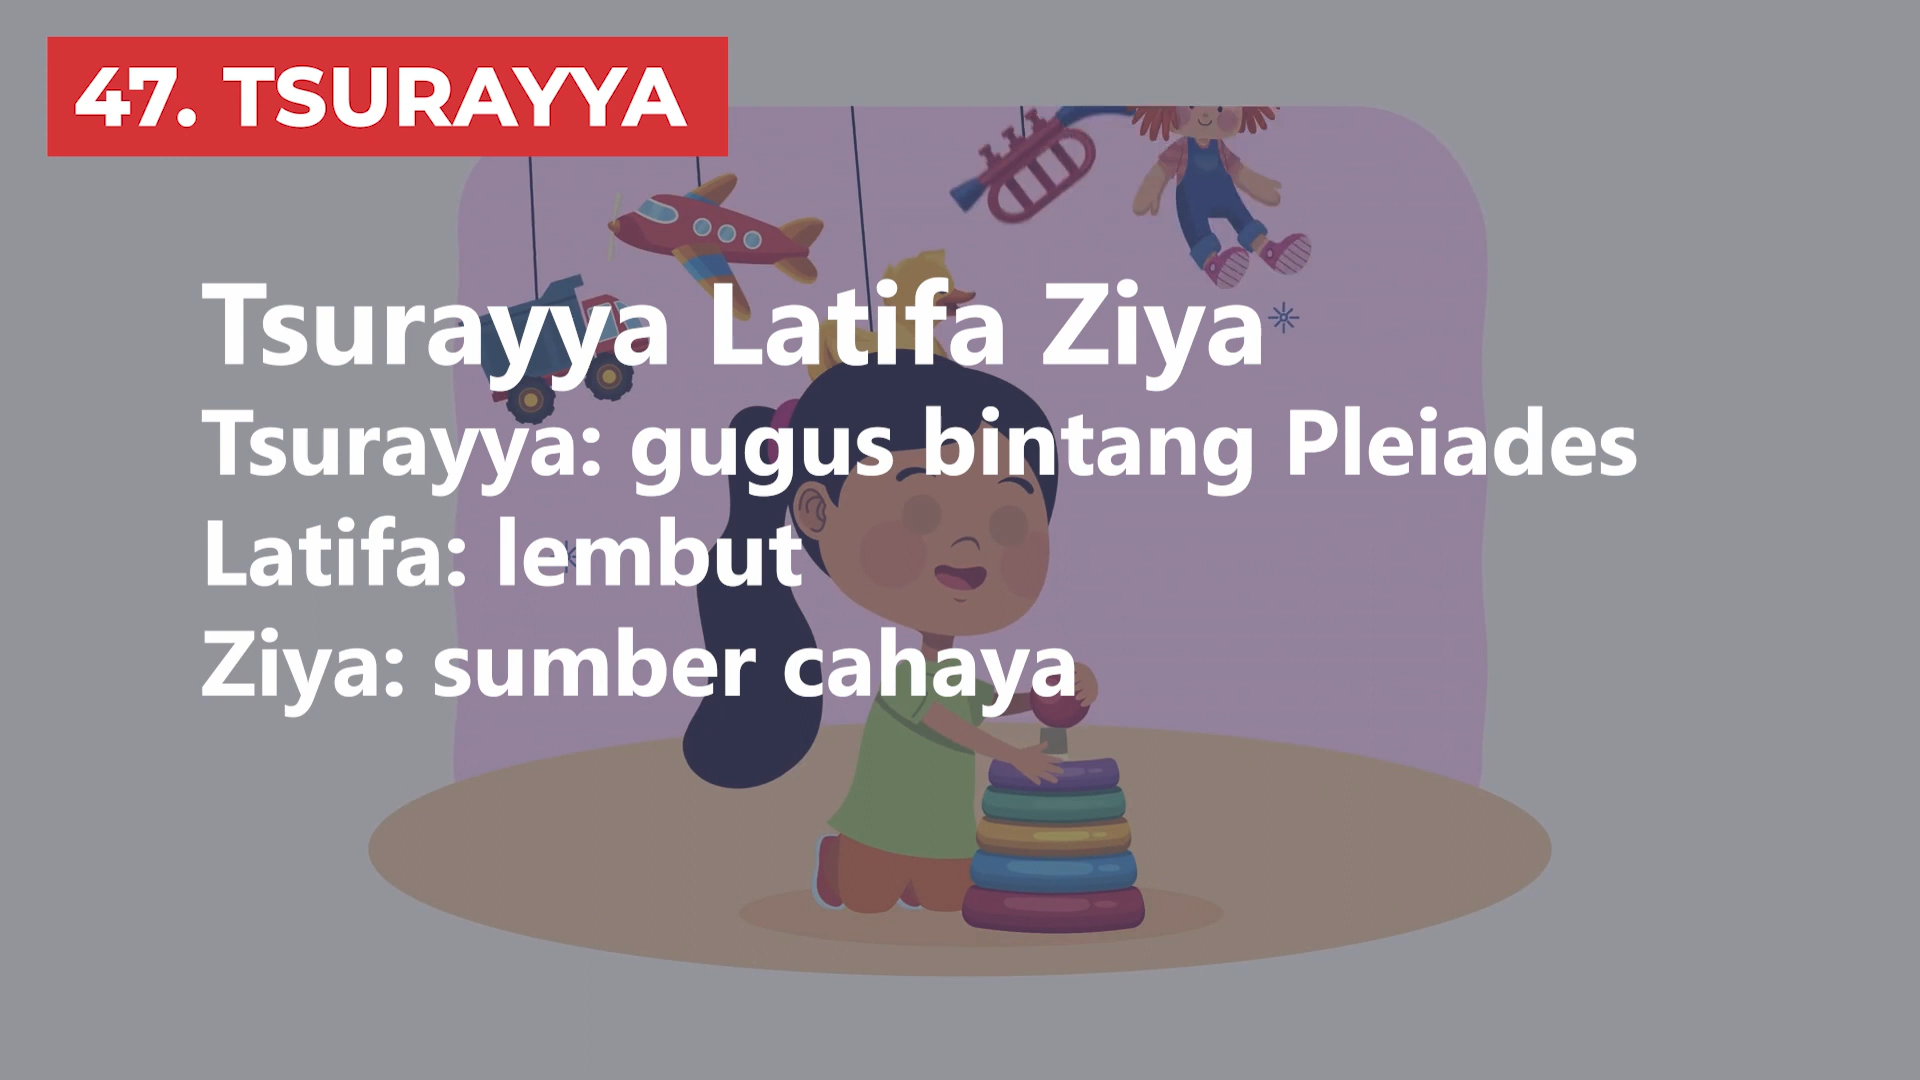 47. TSURAYYA
Tsurayya Latifa Ziya
Tsurayya: gugus bintang Pleiades
Latifa: lembut
Ziya: sumber cahaya